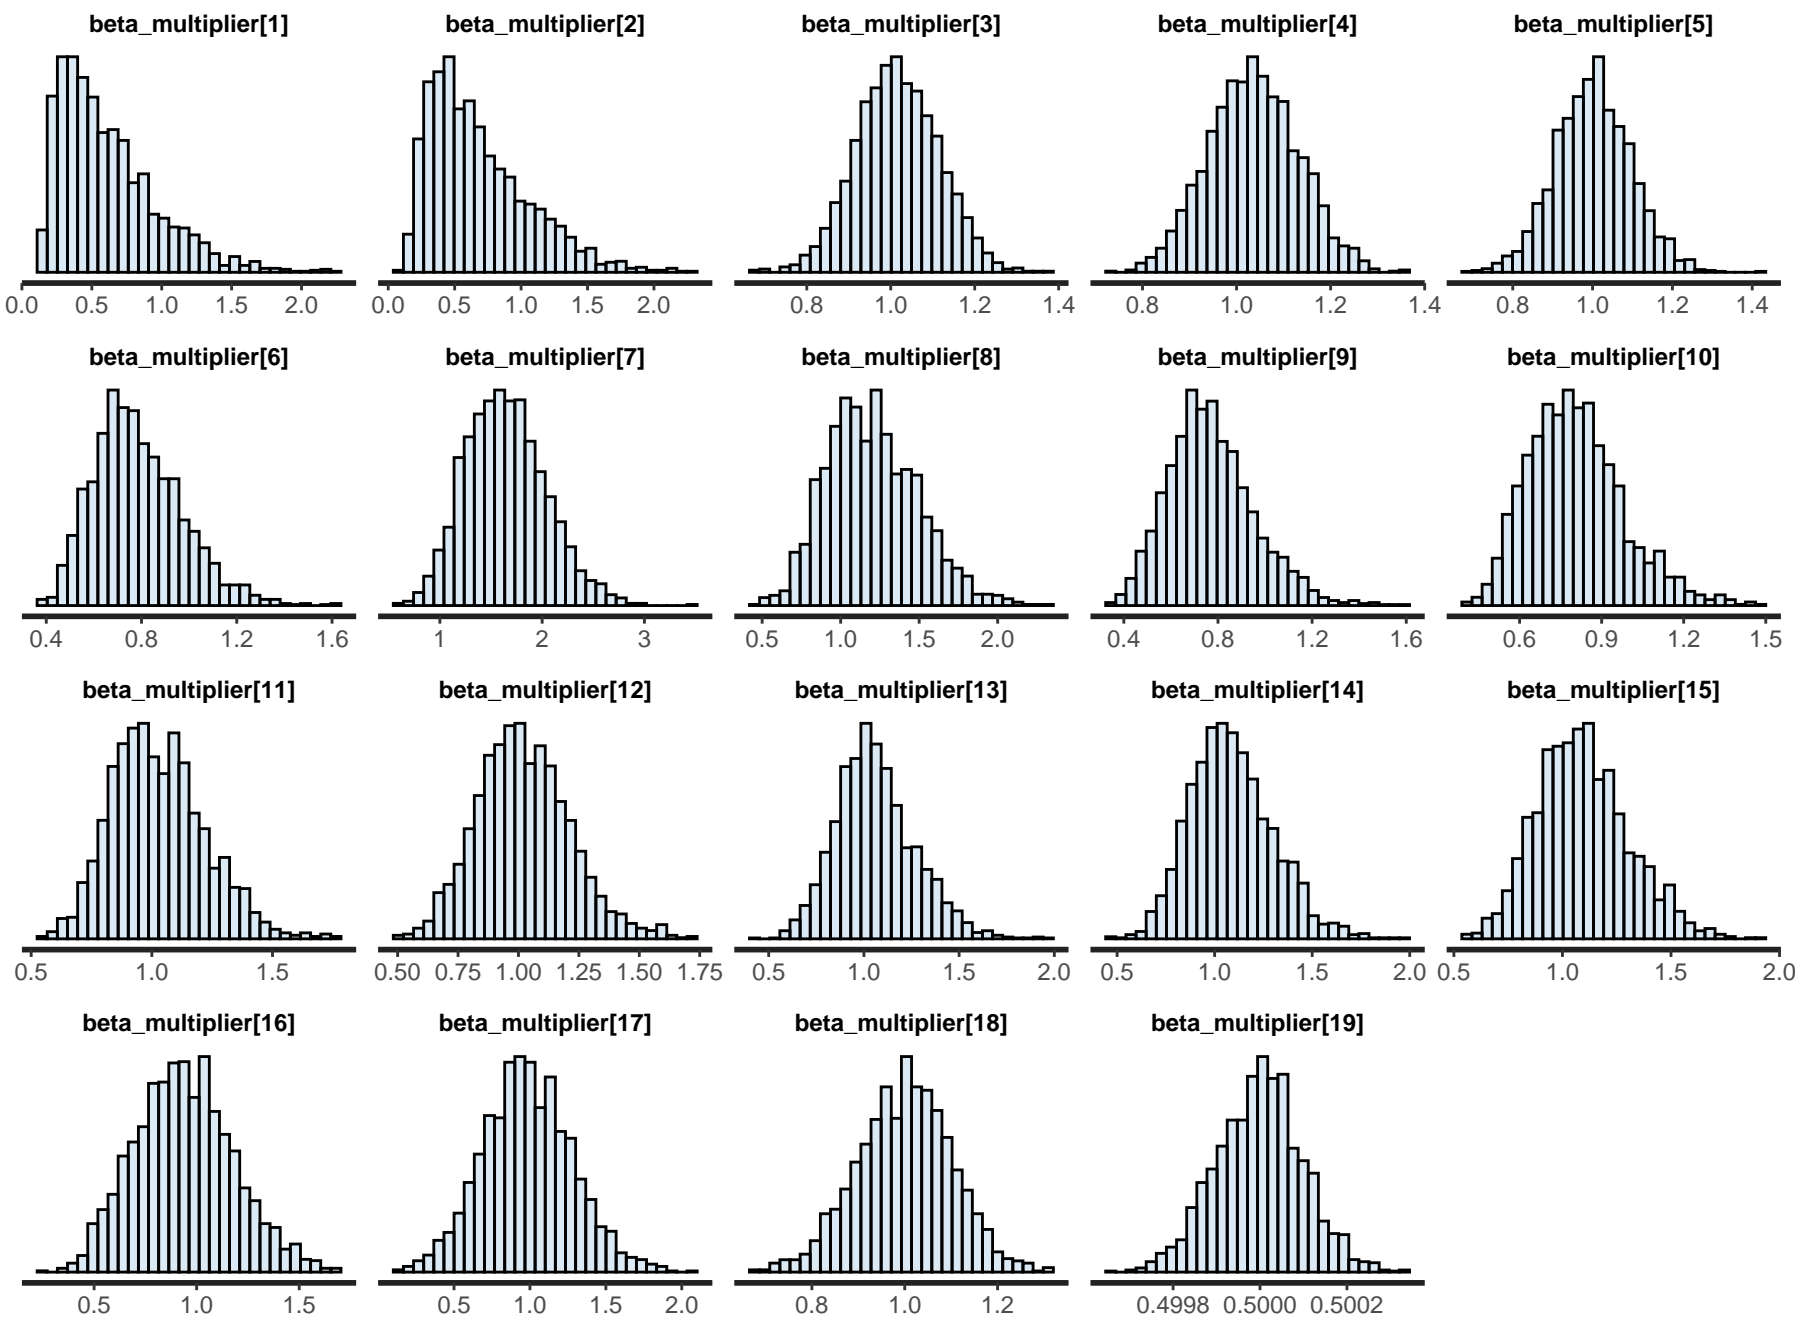 beta_multiplier[1] beta_multiplier[2] beta_multiplier[3] beta_multiplier[4] beta_multiplier[5]
0.0 0.5 1.0 1.5 2.0 0.0 0.5 1.0 1.5 2.0 0.8 1.0 1.2 1.4 0.8 1.0 1.2 1.4 0.8 1.0 1.2 1.4
beta_multiplier[6] beta_multiplier[7] beta_multiplier[8] beta_multiplier[9] beta_multiplier[10]
0.4 0.8 1.2 1.6 1 2 3 0.5 1.0 1.5 2.0 0.4 0.8 1.2 1.6 0.6 0.9 1.2 1.5
beta_multiplier[11] beta_multiplier[12] beta_multiplier[13] beta_multiplier[14] beta_multiplier[15]
0.5 1.0 1.5 0.50 0.75 1.00 1.25 1.50 1.75 0.5 1.0 1.5 2.0 0.5 1.0 1.5 2.0 0.5 1.0 1.5 2.0
beta_multiplier[16] beta_multiplier[17] beta_multiplier[18] beta_multiplier[19]
0.5 1.0 1.5 0.5 1.0 1.5 2.0 0.8 1.0 1.2 0.4998 0.5000 0.5002